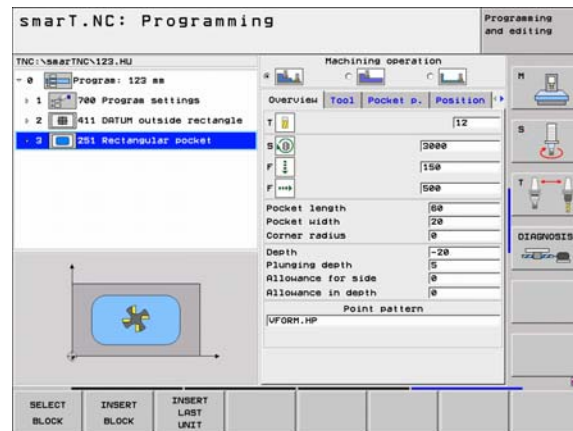 smarT.NC: Programming
Programming
and editing
TNC:\smarTNC\123.HU
Machining operation
0 Program: 123 mm
1 700 Program settings
2 411 DATUM outside rectangle
3 251 Rectangular pocket
Overview Tool Pocket p. Position
T 12
S 3000
F 150
F 500
Pocket length 60
Pocket width 20
Corner radius 0
Depth -20
Plunging depth 5
Allowance for side 0
Allowance in depth 0
Point pattern
VFORM.HP
M
S
T
DIAGNOSIS
SELECT
BLOCK
INSERT
BLOCK
INSERT
LAST
UNIT